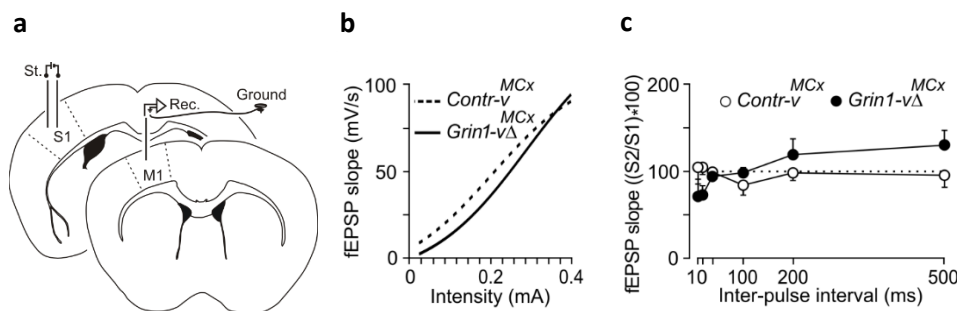 a
St.
S1
Rec.
Ground
M1
b
fEPSP slope (mV/s)
100
50
0
Contr-v^MCx
Grin1-vΔ^MCx
0 0.2 0.4
Intensity (mA)
c
fEPSP slope ((S2/S1)*100)
200
100
0
Contr-v^MCx Grin1-vΔ^MCx
10 100 200 500
Inter-pulse interval (ms)